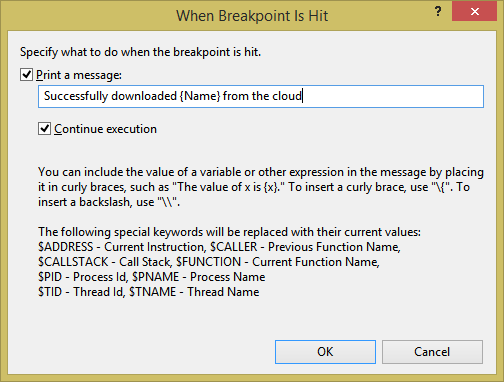 When Breakpoint Is Hit
?
Specify what to do when the breakpoint is hit.
Print a message:
Successfully downloaded {Name} from the cloud
Continue execution
You can include the value of a variable or other expression in the message by placing
it in curly braces, such as "The value of x is {x}." To insert a curly brace, use "\{". To
insert a backslash, use "\\".
The following special keywords will be replaced with their current values:
$ADDRESS - Current Instruction, $CALLER - Previous Function Name,
$CALLSTACK - Call Stack, $FUNCTION - Current Function Name,
$PID - Process Id, $PNAME - Process Name
$TID - Thread Id, $TNAME - Thread Name
OK
Cancel